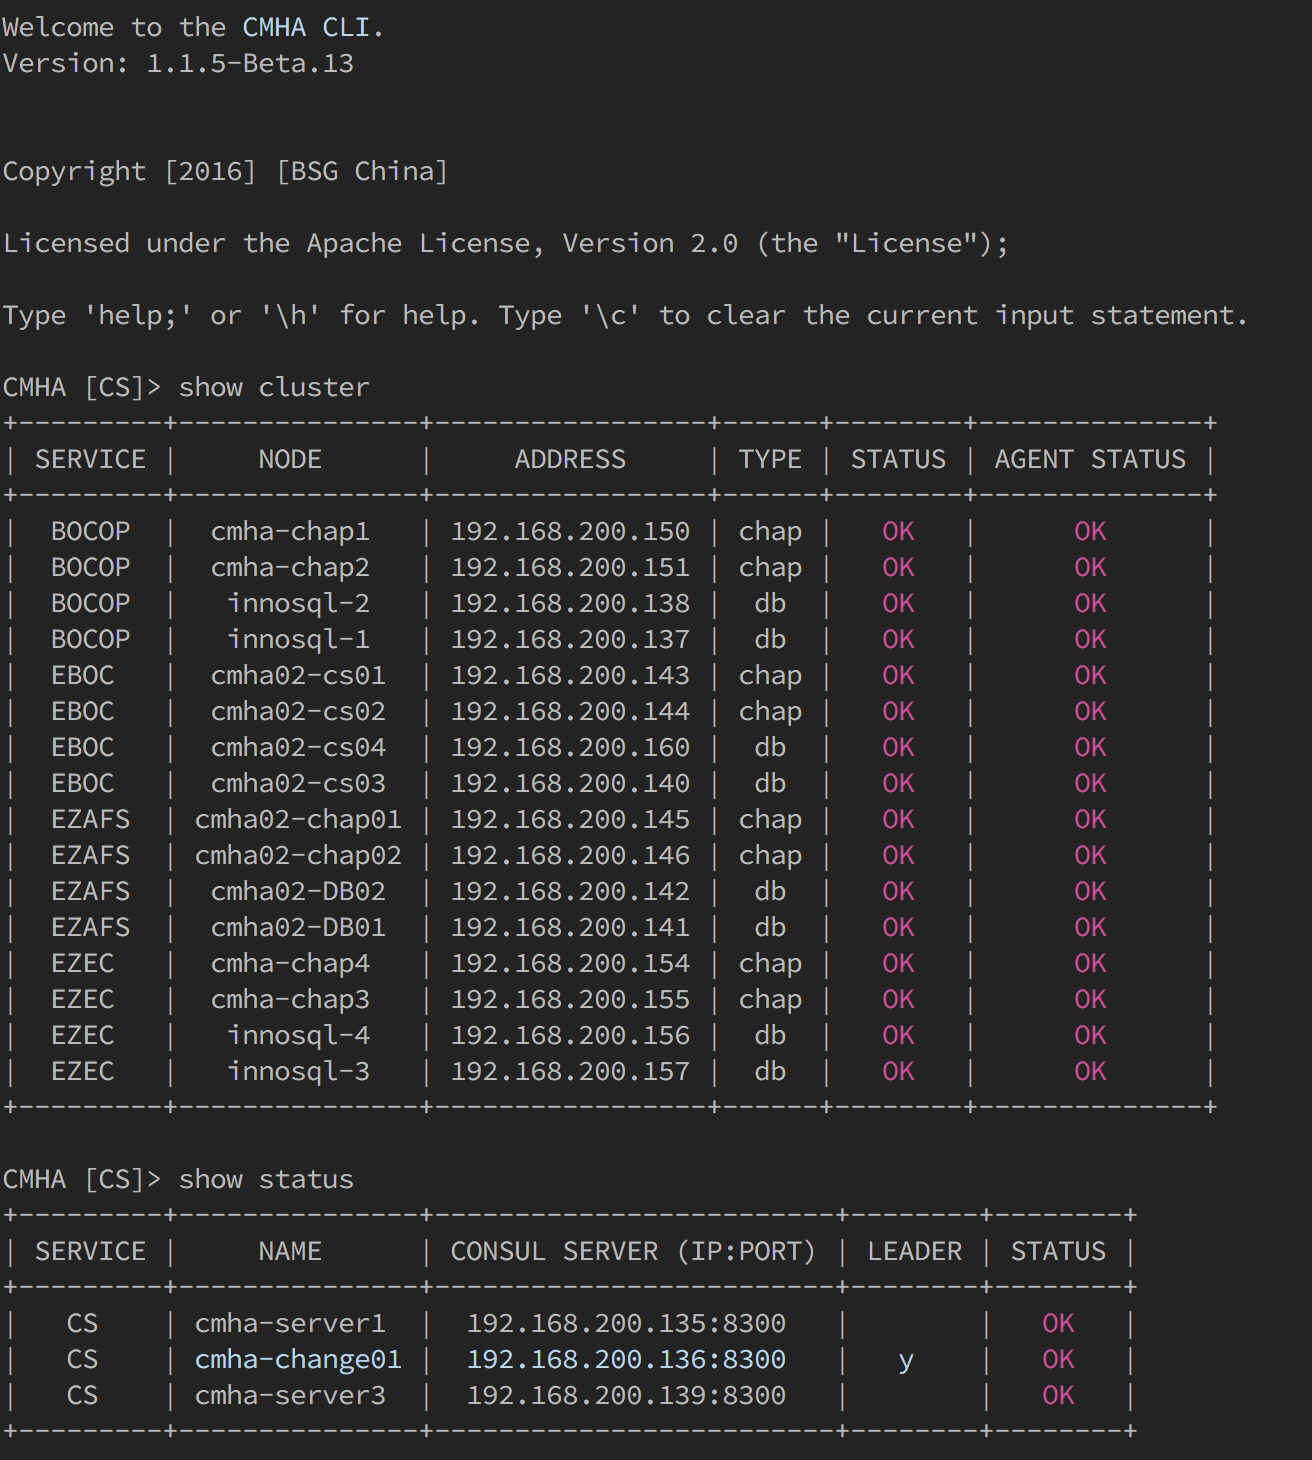 Welcome to the CMHA CLI.
Version: 1.1.5-Beta.13
Copyright [2016] [BSG China]
Licensed under the Apache License, Version 2.0 (the "License");
Type 'help;' or '\h' for help. Type '\c' to clear the current input statement.
CMHA [CS]> show cluster
+---------+---------------+-----------------+------+--------+--------------+
| SERVICE |     NODE      |     ADDRESS     | TYPE | STATUS | AGENT STATUS |
+---------+---------------+-----------------+------+--------+--------------+
|  BOCOP  |  cmha-chap1   | 192.168.200.150 | chap |   OK   |      OK      |
|  BOCOP  |  cmha-chap2   | 192.168.200.151 | chap |   OK   |      OK      |
|  BOCOP  |   innosql-2   | 192.168.200.138 |  db  |   OK   |      OK      |
|  BOCOP  |   innosql-1   | 192.168.200.137 |  db  |   OK   |      OK      |
|  EBOC   |  cmha02-cs01  | 192.168.200.143 | chap |   OK   |      OK      |
|  EBOC   |  cmha02-cs02  | 192.168.200.144 | chap |   OK   |      OK      |
|  EBOC   |  cmha02-cs04  | 192.168.200.160 |  db  |   OK   |      OK      |
|  EBOC   |  cmha02-cs03  | 192.168.200.140 |  db  |   OK   |      OK      |
|  EZAFS  | cmha02-chap01 | 192.168.200.145 | chap |   OK   |      OK      |
|  EZAFS  | cmha02-chap02 | 192.168.200.146 | chap |   OK   |      OK      |
|  EZAFS  |  cmha02-DB02  | 192.168.200.142 |  db  |   OK   |      OK      |
|  EZAFS  |  cmha02-DB01  | 192.168.200.141 |  db  |   OK   |      OK      |
|  EZEC   |  cmha-chap4   | 192.168.200.154 | chap |   OK   |      OK      |
|  EZEC   |  cmha-chap3   | 192.168.200.155 | chap |   OK   |      OK      |
|  EZEC   |   innosql-4   | 192.168.200.156 |  db  |   OK   |      OK      |
|  EZEC   |   innosql-3   | 192.168.200.157 |  db  |   OK   |      OK      |
+---------+---------------+-----------------+------+--------+--------------+
CMHA [CS]> show status
+---------+---------------+-------------------------+--------+--------+
| SERVICE |     NAME      | CONSUL SERVER (IP:PORT) | LEADER | STATUS |
+---------+---------------+-------------------------+--------+--------+
|   CS    | cmha-server1  |  192.168.200.135:8300   |        |   OK   |
|   CS    | cmha-change01 |  192.168.200.136:8300   |   y    |   OK   |
|   CS    | cmha-server3  |  192.168.200.139:8300   |        |   OK   |
+---------+---------------+-------------------------+--------+--------+